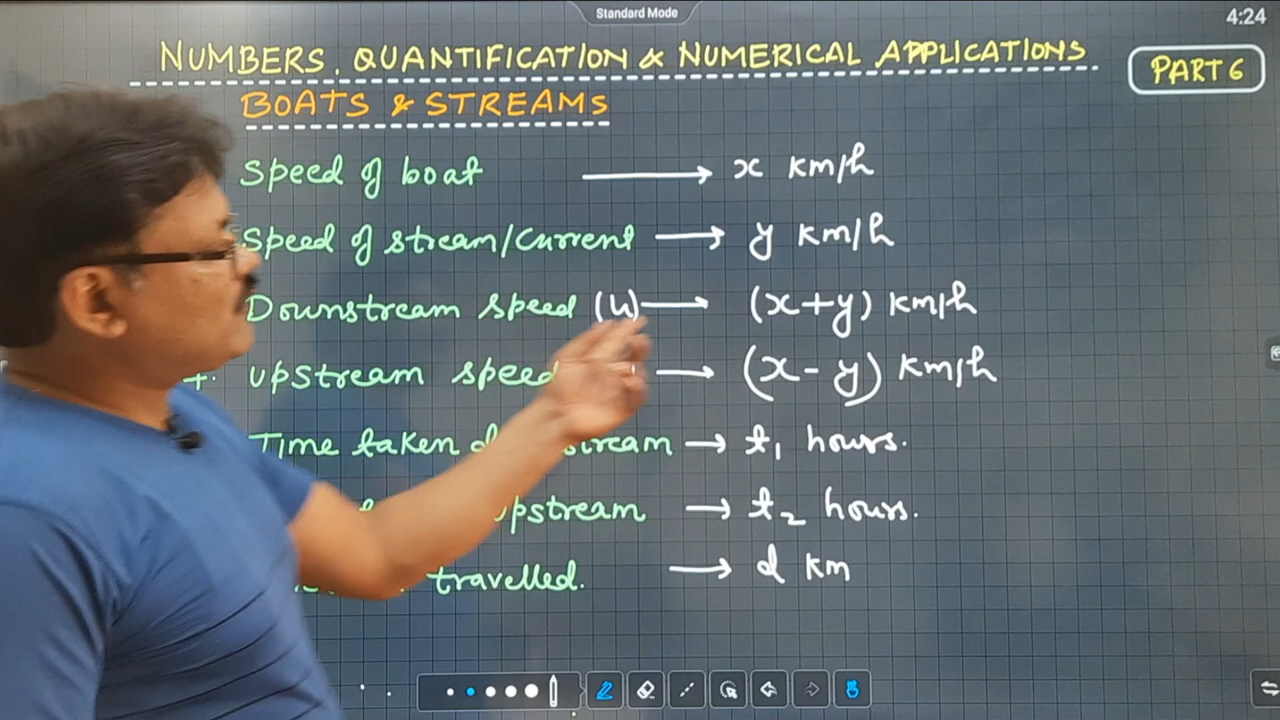 Standard Mode
4:24
NUMBERS, QUANTIFICATION & NUMERICAL APPLICATIONS
PART 6
BOATS & STREAMS
Speed of boat → x km/h
Speed of stream/current → y km/h
Downstream speed (u) → (x+y) km/h
upstream speed → (x-y) km/h
Time taken → t₁ hours.
upstream → t₂ hours.
travelled. → d km